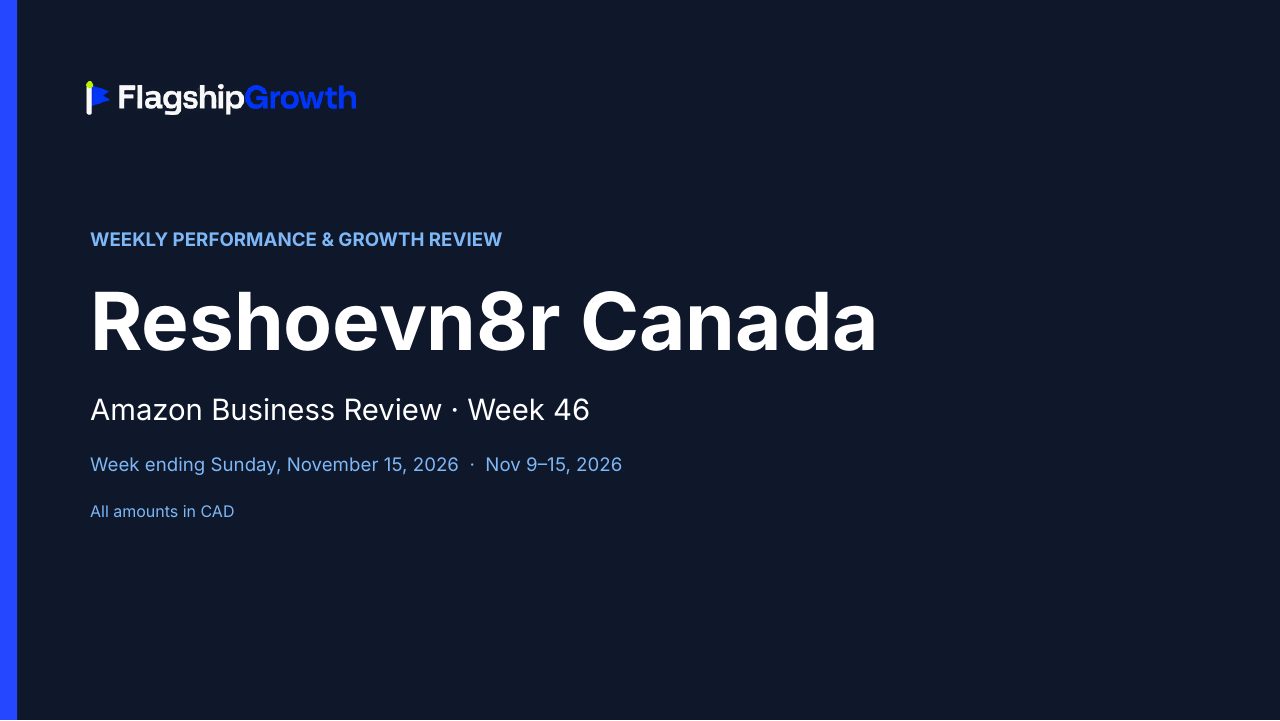 FlagshipGrowth
WEEKLY PERFORMANCE & GROWTH REVIEW
Reshoevn8r Canada
Amazon Business Review · Week 46
Week ending Sunday, November 15, 2026 · Nov 9–15, 2026
All amounts in CAD